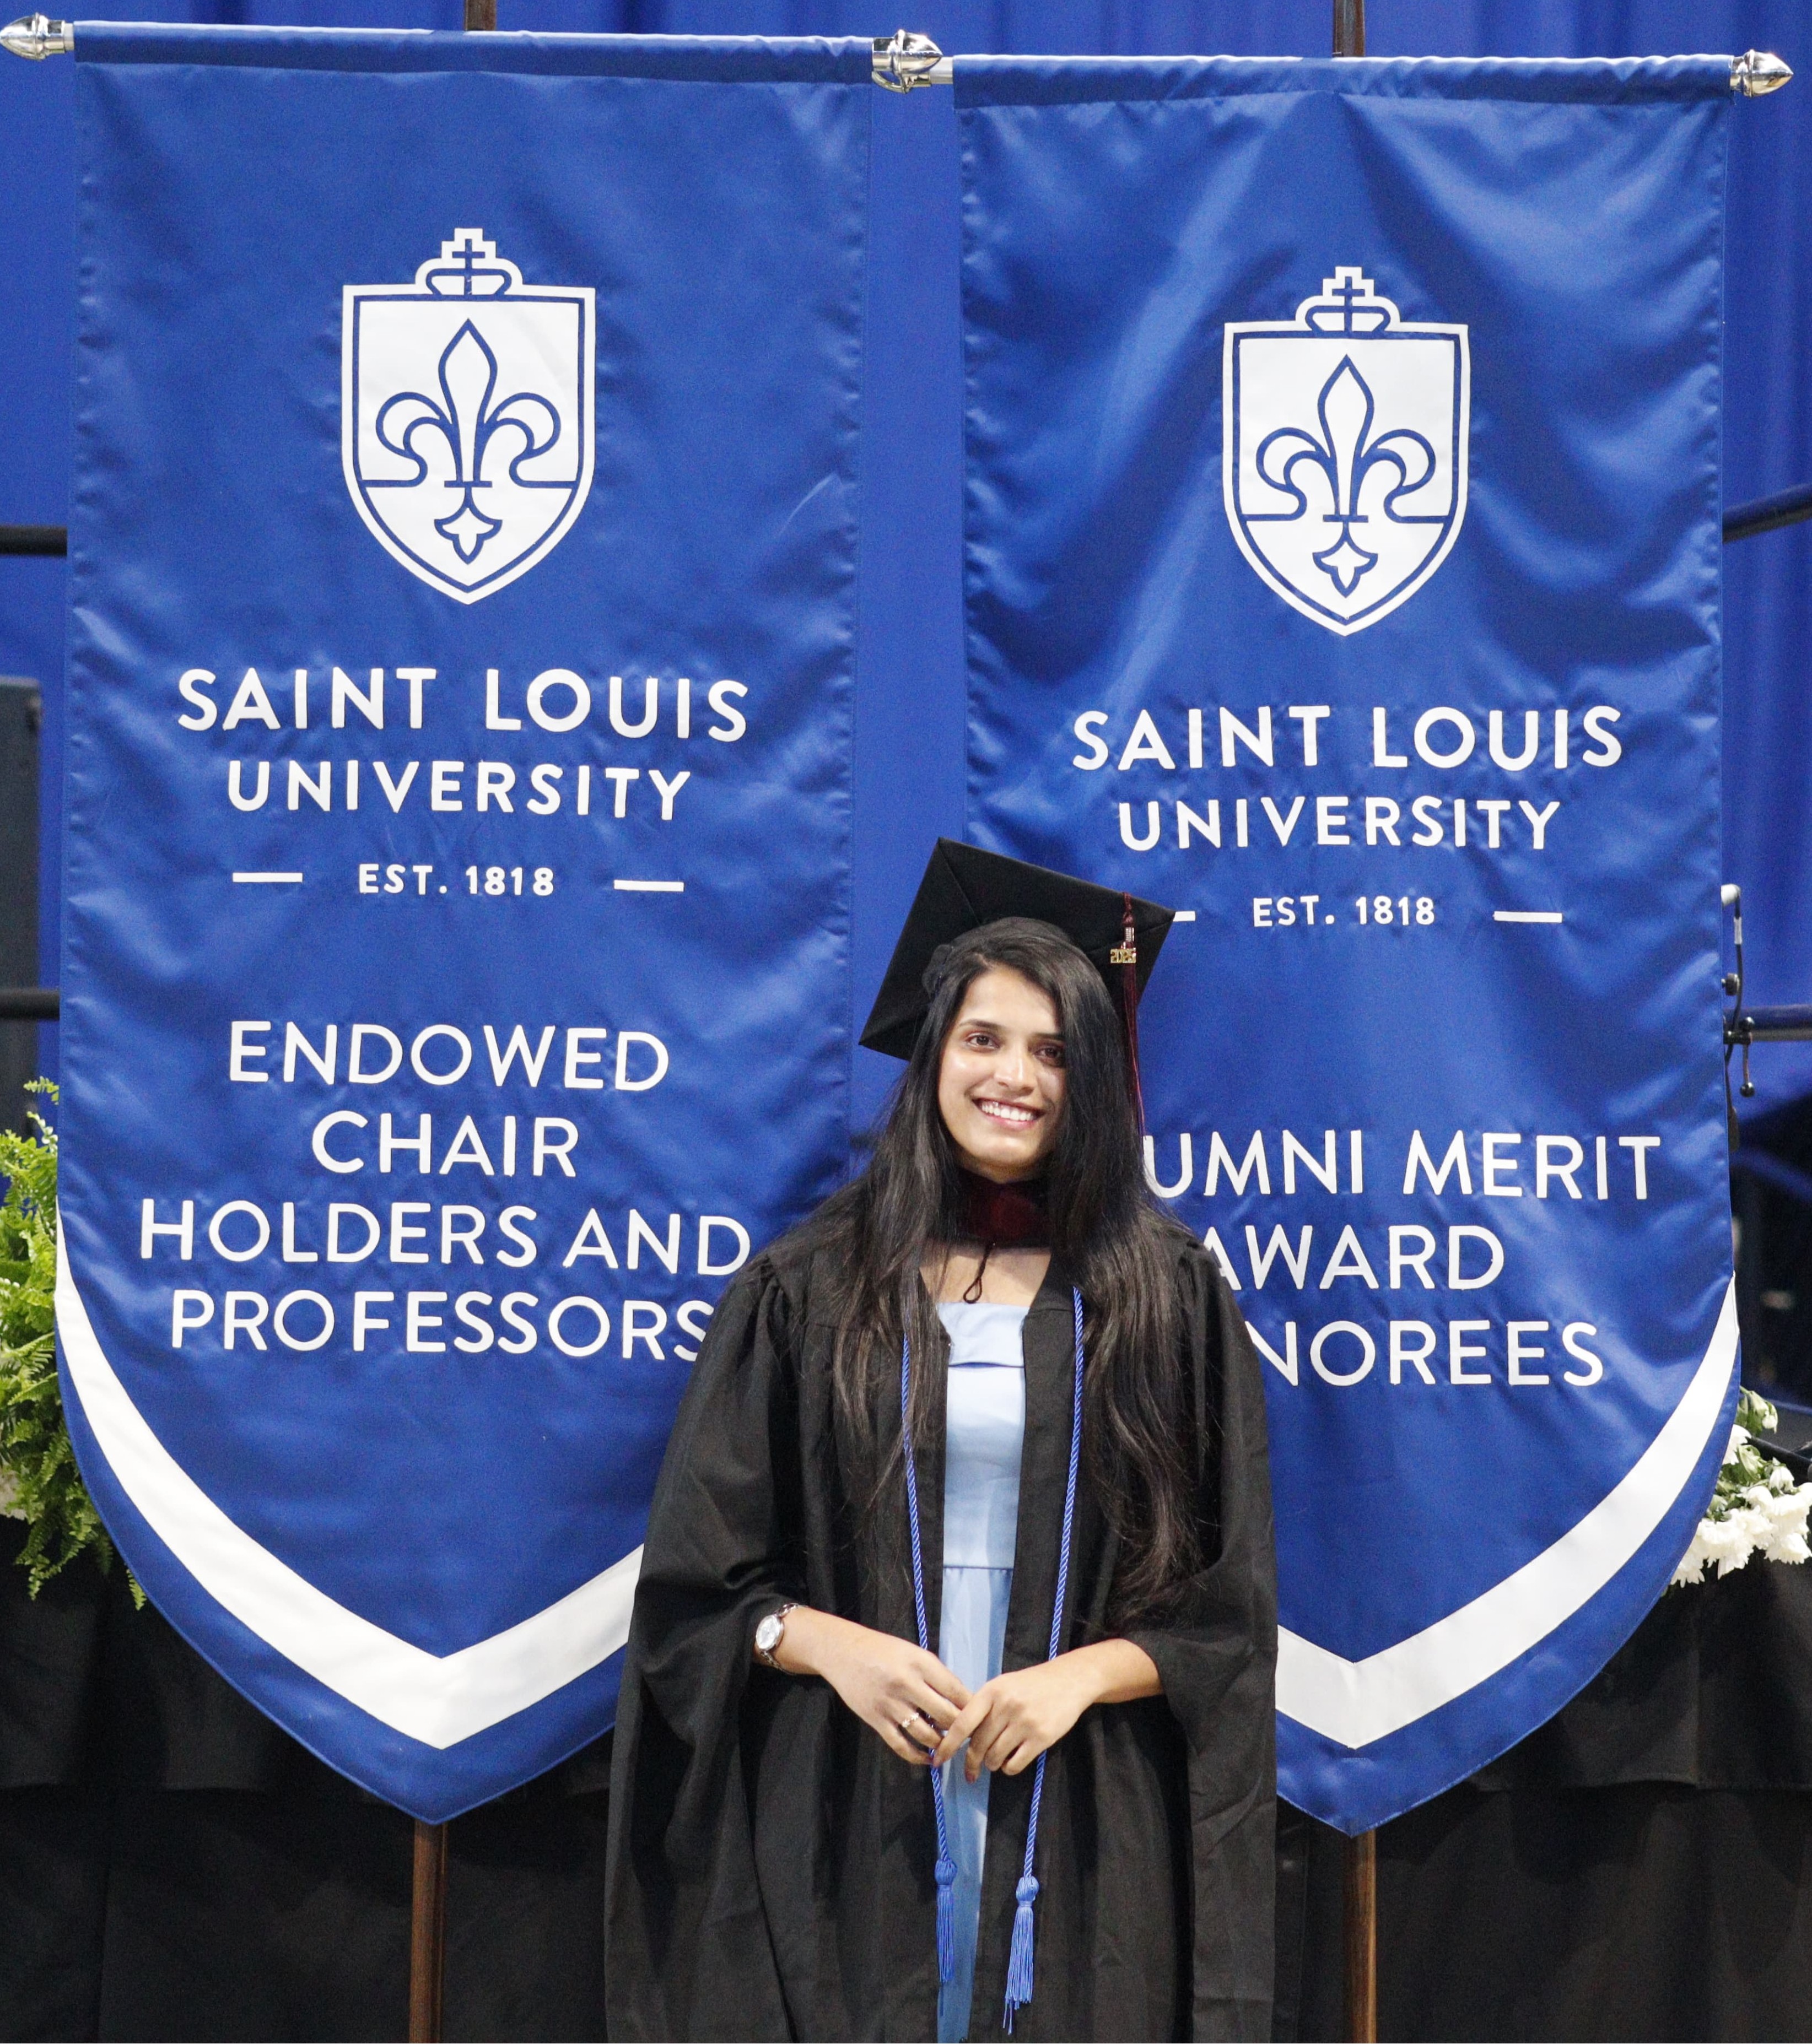 SAINT LOUIS
UNIVERSITY
EST. 1818
ENDOWED
CHAIR
HOLDERS AND
PROFESSORS
SAINT LOUIS
UNIVERSITY
EST. 1818
UMNI MERIT
AWARD
NOREES